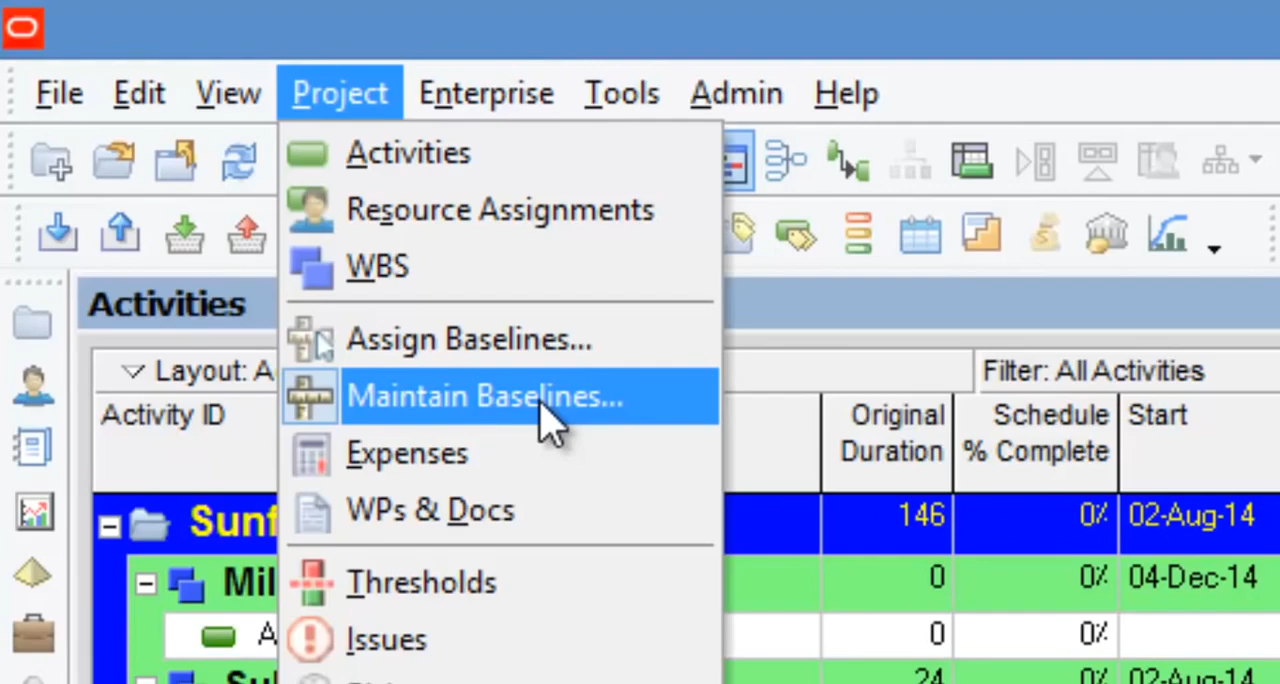 File Edit View Project Enterprise Tools Admin Help
Activities
Resource Assignments
WBS
Assign Baselines...
Maintain Baselines...
Expenses
WPs & Docs
Thresholds
Issues
Activities
Layout: A Filter: All Activities
Activity ID Original Duration Schedule % Complete Start
Sunf 146 0% 02-Aug-14
Mil 0 0% 04-Dec-14
A 0 0%
24 0% 02-Aug-14